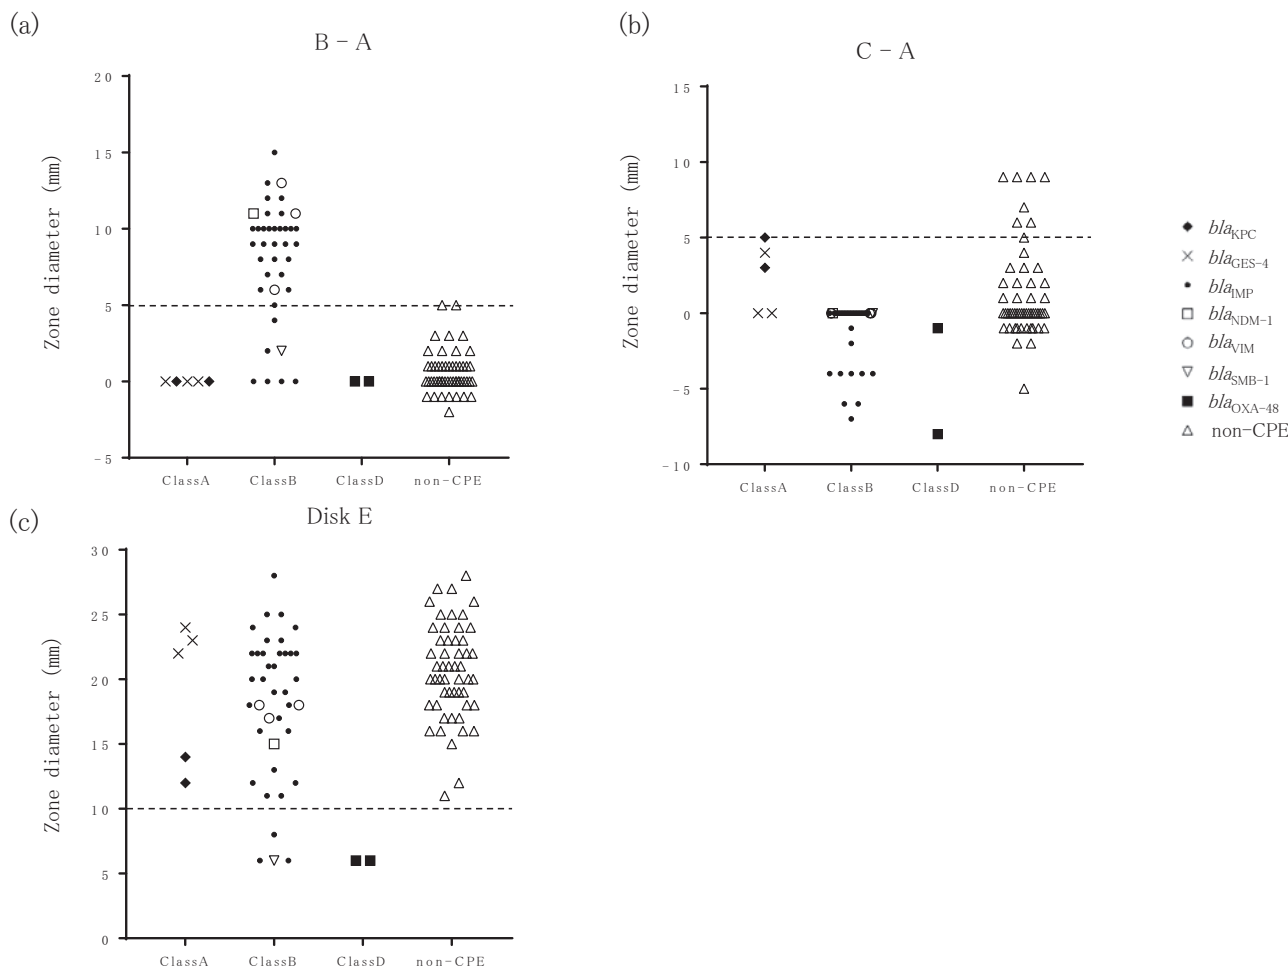 (a)
B – A
20
15
10
5
0
−5
Zone diameter (mm)
ClassA ClassB ClassD non−CPE
(b)
C – A
15
10
5
0
−5
−10
Zone diameter (mm)
ClassA ClassB ClassD non−CPE
blaKPC
blaGES−4
blaIMP
blaNDM−1
blaVIM
blaSMB−1
blaOXA−48
non−CPE
(c)
Disk E
30
25
20
15
10
5
0
Zone diameter (mm)
ClassA ClassB ClassD non−CPE